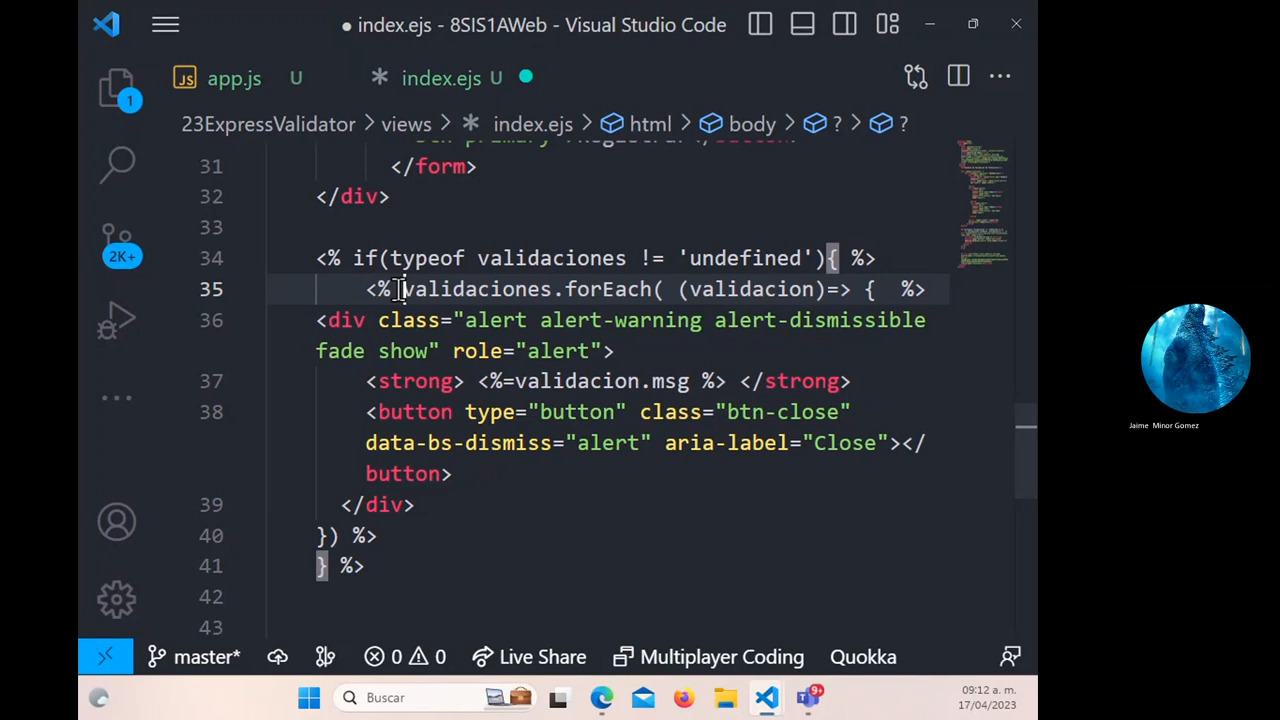 index.ejs - 8SIS1AWeb - Visual Studio Code
JS app.js U index.ejs U
23ExpressValidator > views > index.ejs > html > body > ? > ?
31 </form>
32 </div>
33
34 <% if(typeof validaciones != 'undefined'){ %>
35 <% validaciones.forEach( (validacion)=> { %>
36 <div class="alert alert-warning alert-dismissible
fade show" role="alert">
37 <strong> <%=validacion.msg %> </strong>
38 <button type="button" class="btn-close"
data-bs-dismiss="alert" aria-label="Close"></
button>
39 </div>
40 }) %>
41 } %>
42
43
1
2K+
Jaime Minor Gomez
master* 0 0 Live Share Multiplayer Coding Quokka
Buscar
9+
09:12 a. m.
17/04/2023